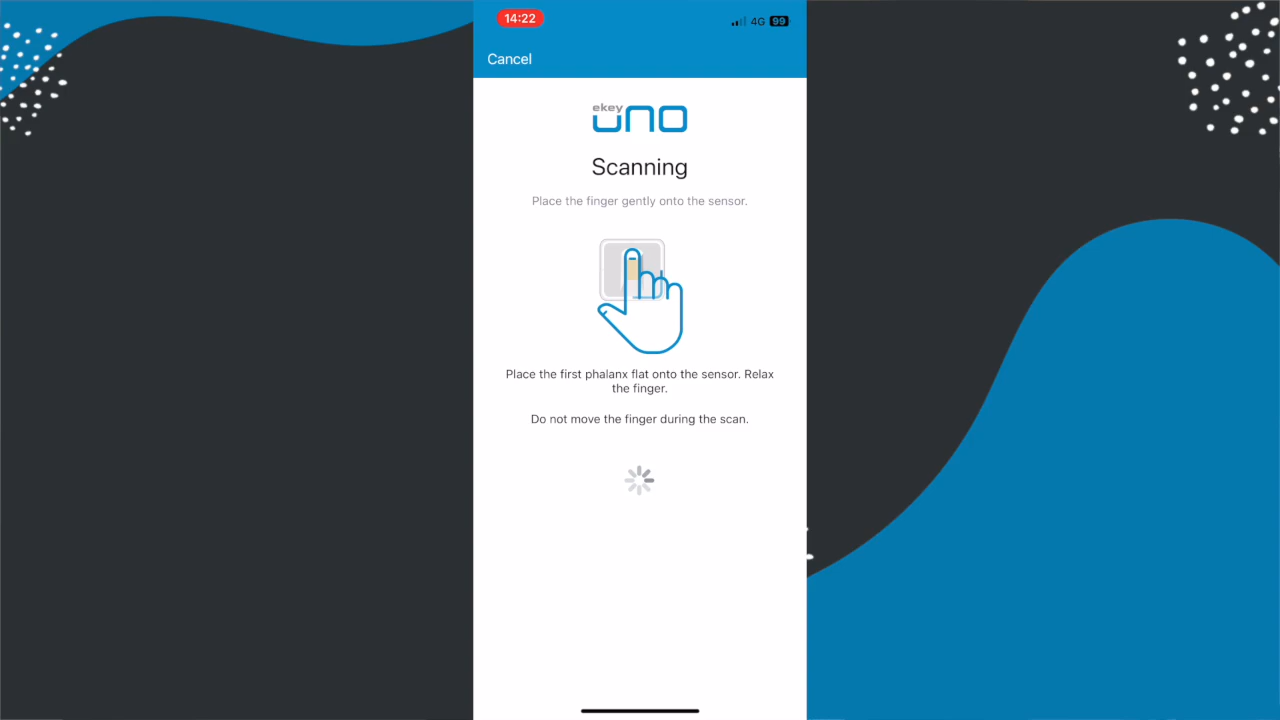 14:22
4G 99
Cancel
ekey
uno
Scanning
Place the finger gently onto the sensor.
Place the first phalanx flat onto the sensor. Relax
the finger.
Do not move the finger during the scan.